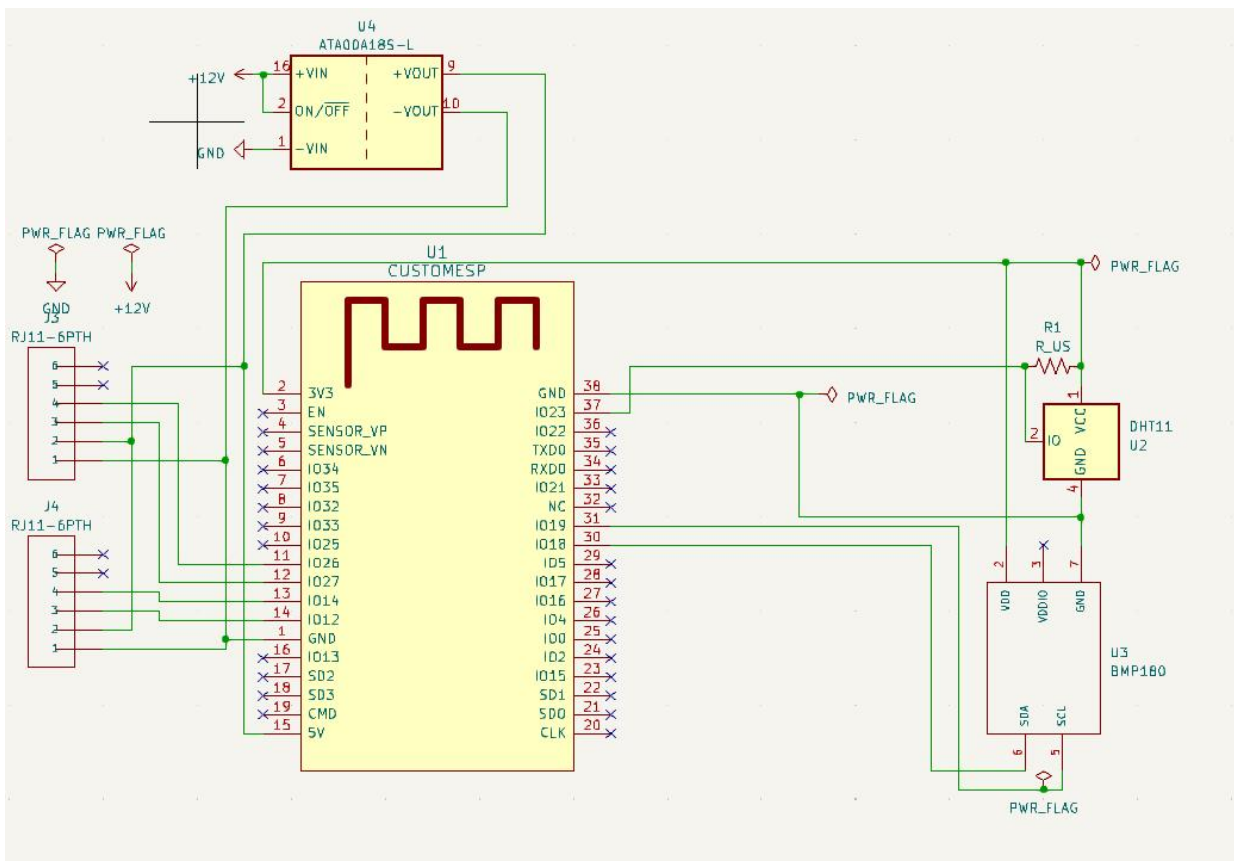 U4
ATA00A18S-L
+12V
16 +VIN
+VOUT 9
2 ON/OFF
-VOUT 10
GND
1 -VIN
PWR_FLAG PWR_FLAG
GND +12V
J3
RJ11-6PTH
6
5
4
3
2
1
J4
RJ11-6PTH
6
5
4
3
2
1
U1
CUSTOMESP
2 3V3
3 EN
4 SENSOR_VP
5 SENSOR_VN
6 IO34
7 IO35
8 IO32
9 IO33
10 IO25
11 IO26
12 IO27
13 IO14
14 IO12
1 GND
16 IO13
17 SD2
18 SD3
19 CMD
15 5V
GND 38
IO23 37
IO22 36
TXD0 35
RXD0 34
IO21 33
NC 32
IO19 31
IO18 30
IO5 29
IO17 28
IO16 27
IO4 26
IO0 25
IO2 24
IO15 23
SD1 22
SD0 21
CLK 20
PWR_FLAG
PWR_FLAG
R1
R_US
1 VCC
2 IO
GND 4
DHT11
U2
2 VDD
3 VDDIO
7 GND
U3
BMP180
SDA 6
SCL 5
PWR_FLAG